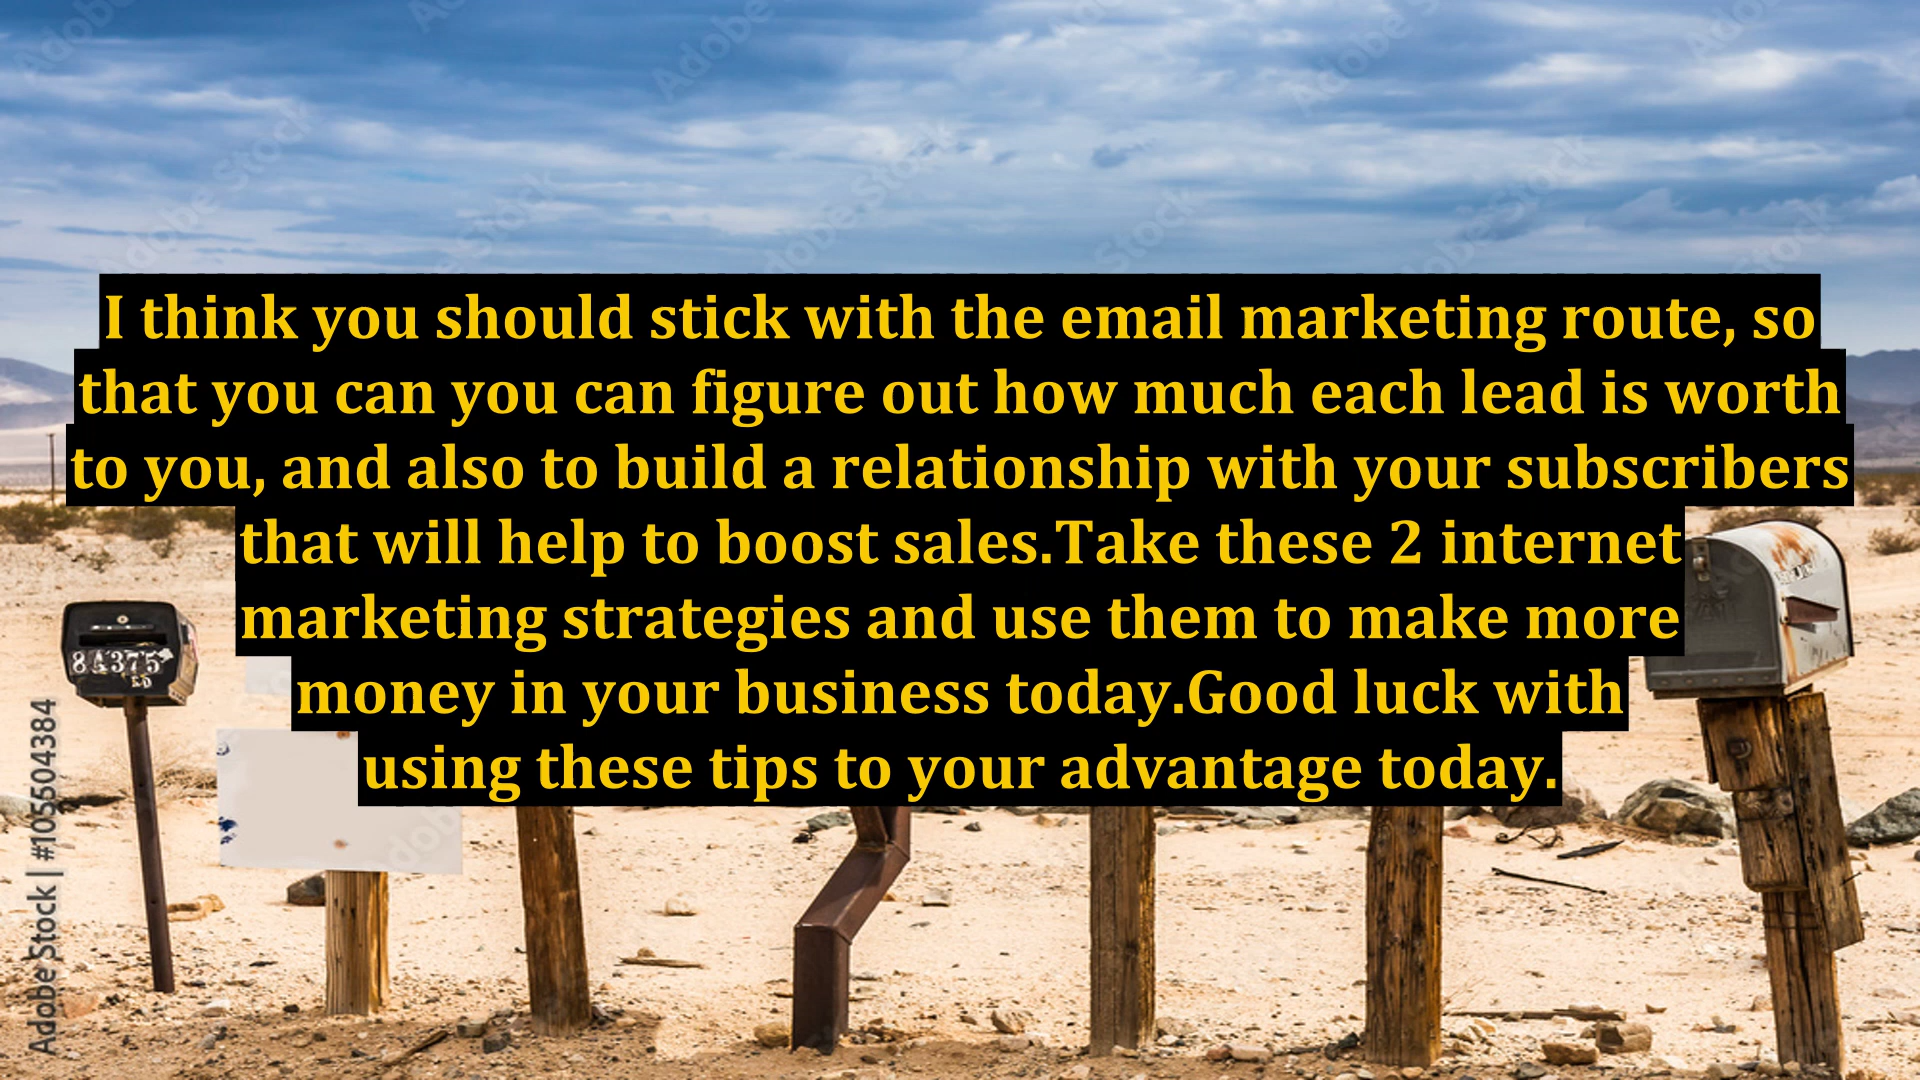 I think you should stick with the email marketing route, so
that you can you can figure out how much each lead is worth
to you, and also to build a relationship with your subscribers
that will help to boost sales.Take these 2 internet
marketing strategies and use them to make more
money in your business today.Good luck with
using these tips to your advantage today.
84375
Adobe Stock | #105504384